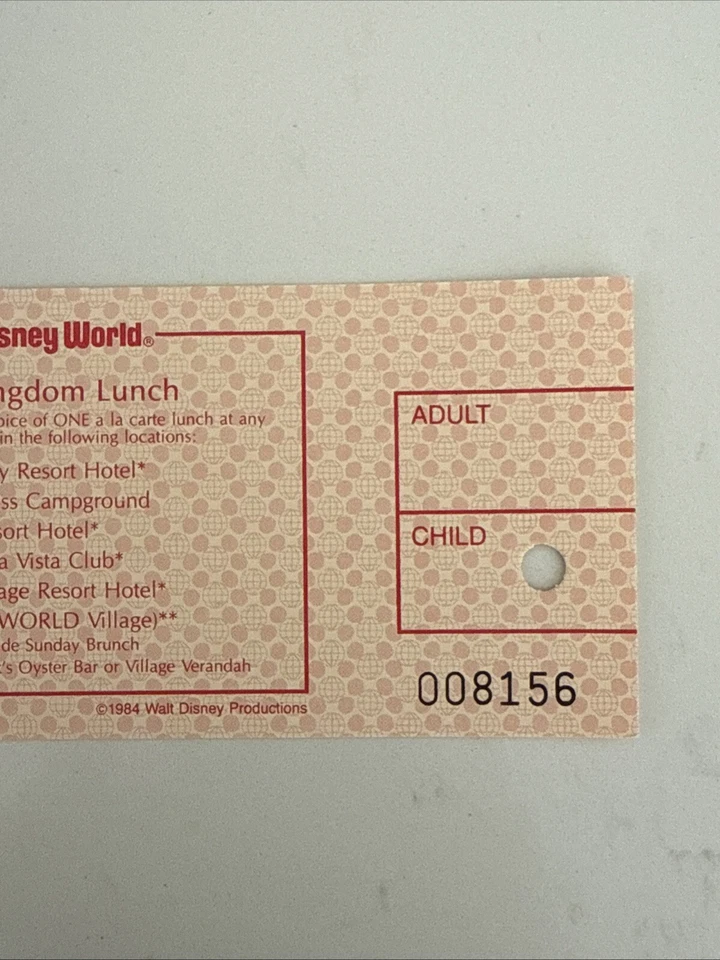 sney World®
ngdom Lunch
oice of ONE a la carte lunch at any
in the following locations:
y Resort Hotel*
ss Campground
sort Hotel*
a Vista Club*
age Resort Hotel*
WORLD Village)**
de Sunday Brunch
's Oyster Bar or Village Verandah
©1984 Walt Disney Productions
ADULT
CHILD
008156